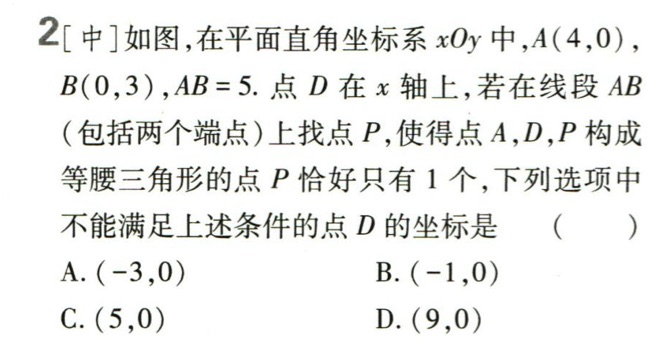 2[中]如图,在平面直角坐标系 xOy 中,A(4,0),
B(0,3),AB=5. 点 D 在 x 轴上,若在线段 AB
(包括两个端点)上找点 P,使得点 A,D,P 构成
等腰三角形的点 P 恰好只有 1 个,下列选项中
不能满足上述条件的点 D 的坐标是 ( )
A. (-3,0) B. (-1,0)
C. (5,0) D. (9,0)